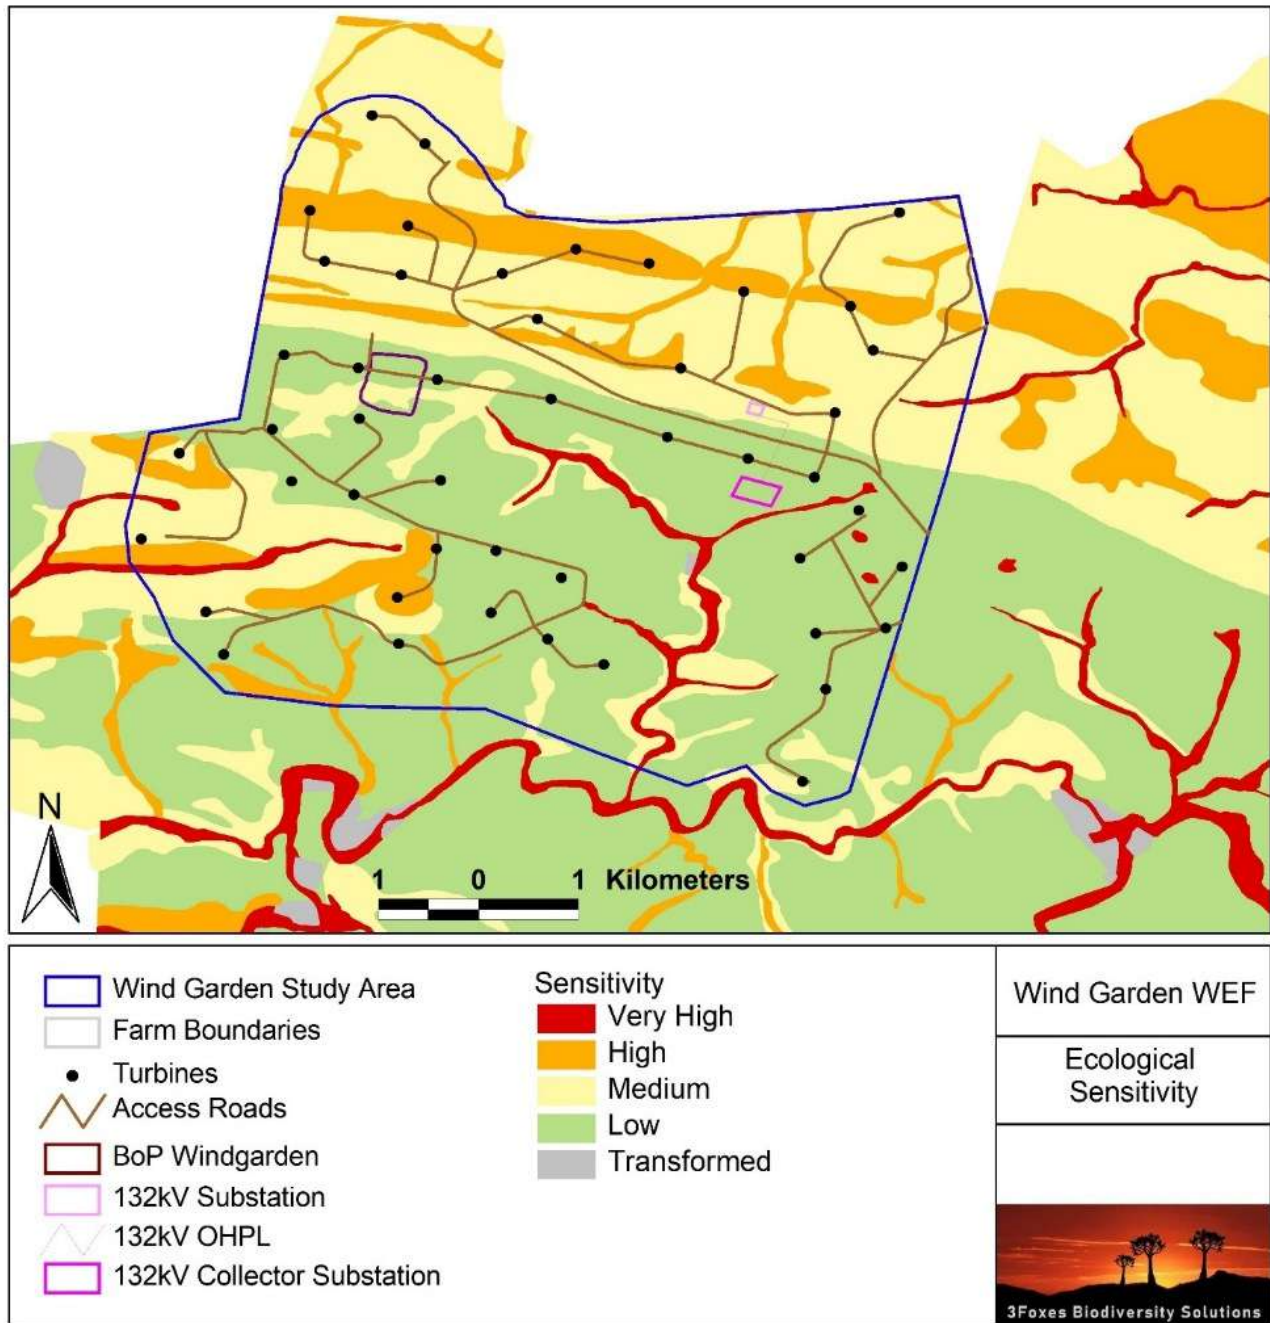 N
1 0 1 Kilometers
Wind Garden Study Area
Farm Boundaries
Turbines
Access Roads
BoP Windgarden
132kV Substation
132kV OHPL
132kV Collector Substation
Sensitivity
Very High
High
Medium
Low
Transformed
Wind Garden WEF
Ecological
Sensitivity
3Foxes Biodiversity Solutions